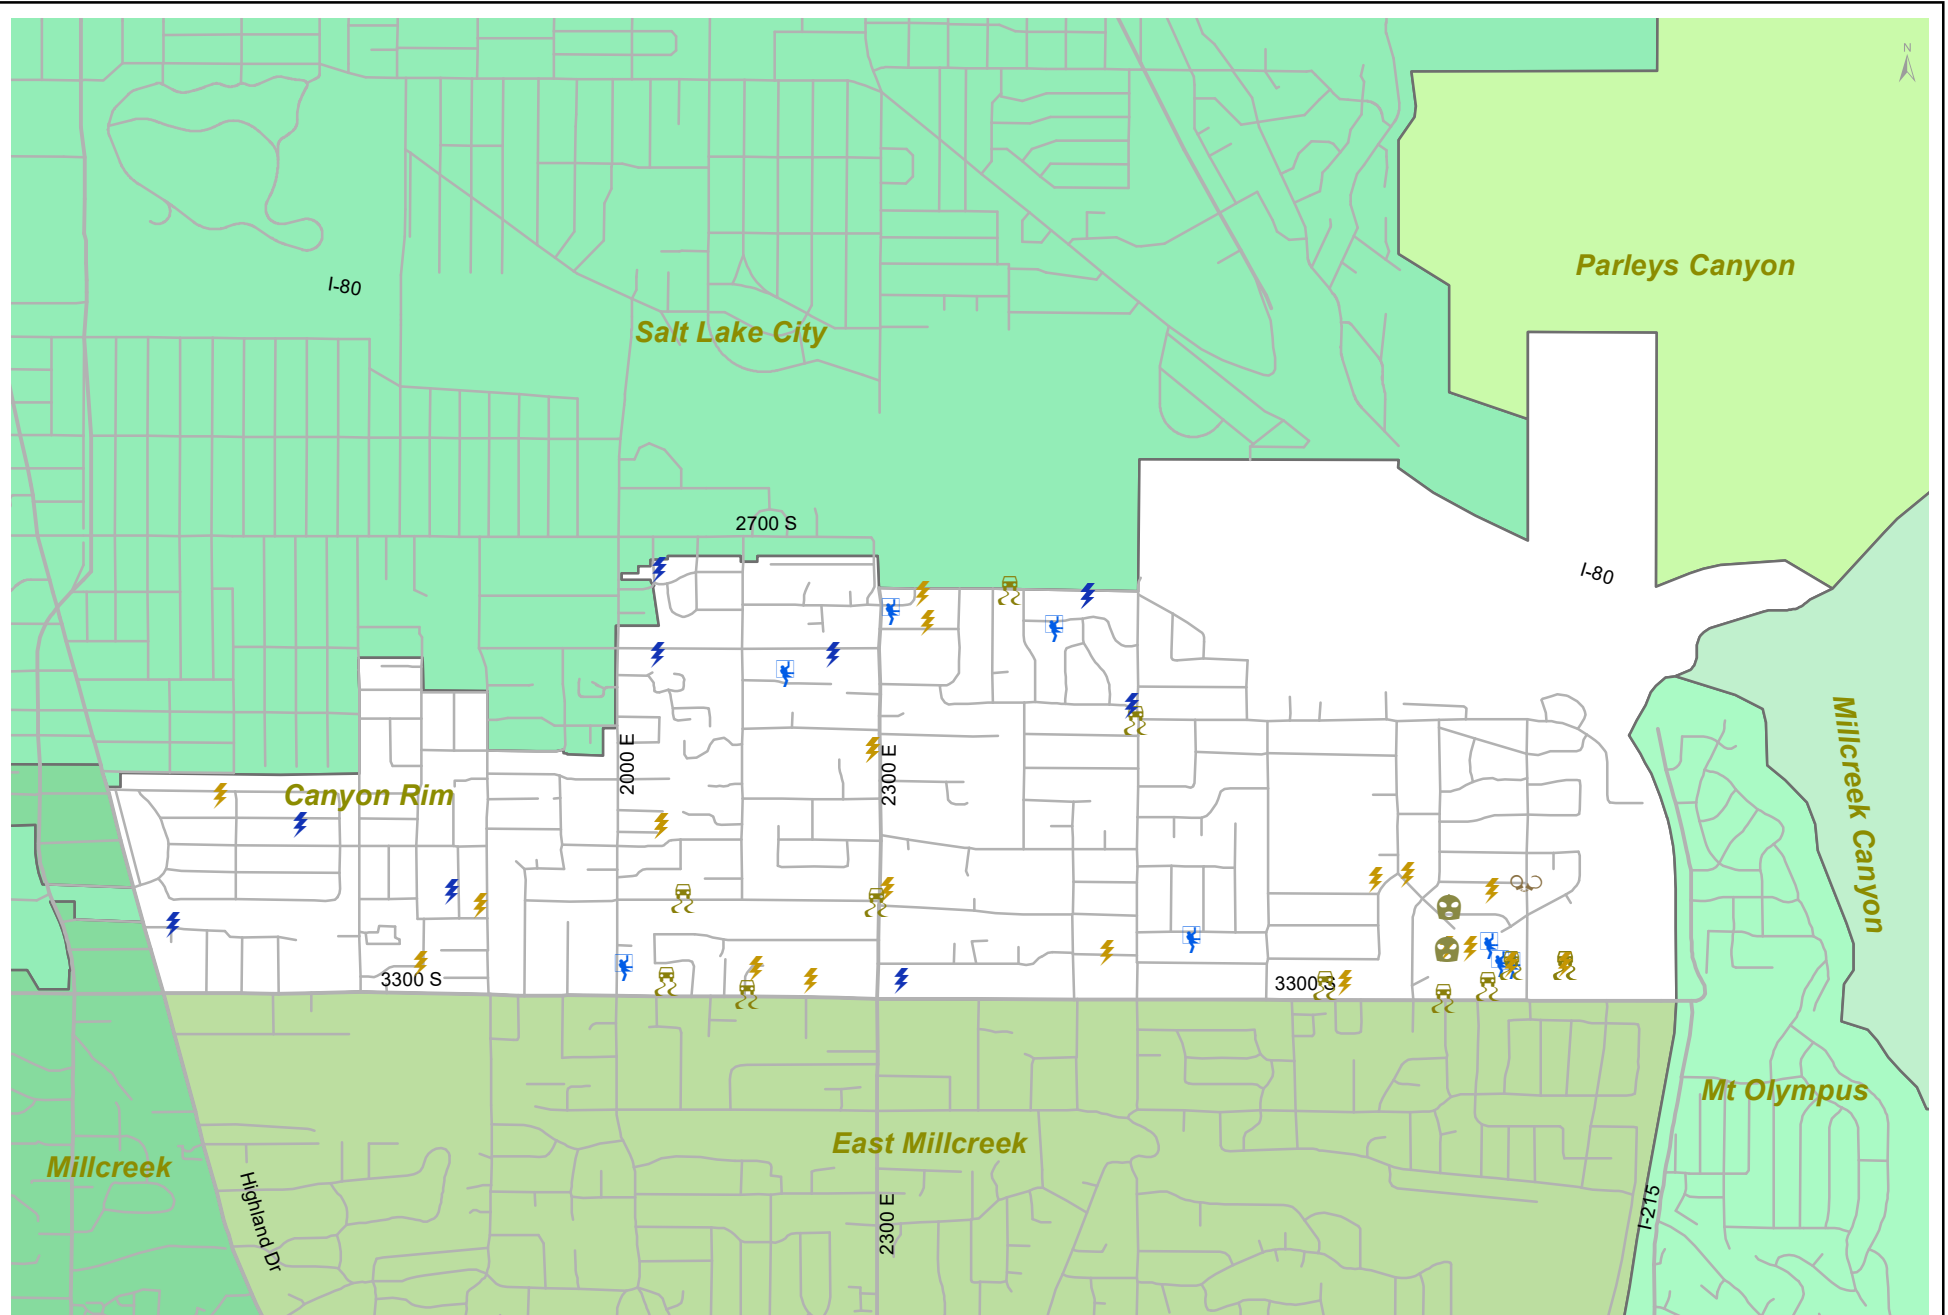 N
Parleys Canyon
I-80
Salt Lake City
2700 S
I-80
Millcreek Canyon
2000 E
2300 E
Canyon Rim
3300 S
3300 S
Mt Olympus
East Millcreek
Millcreek
Highland Dr
2300 E
I-215